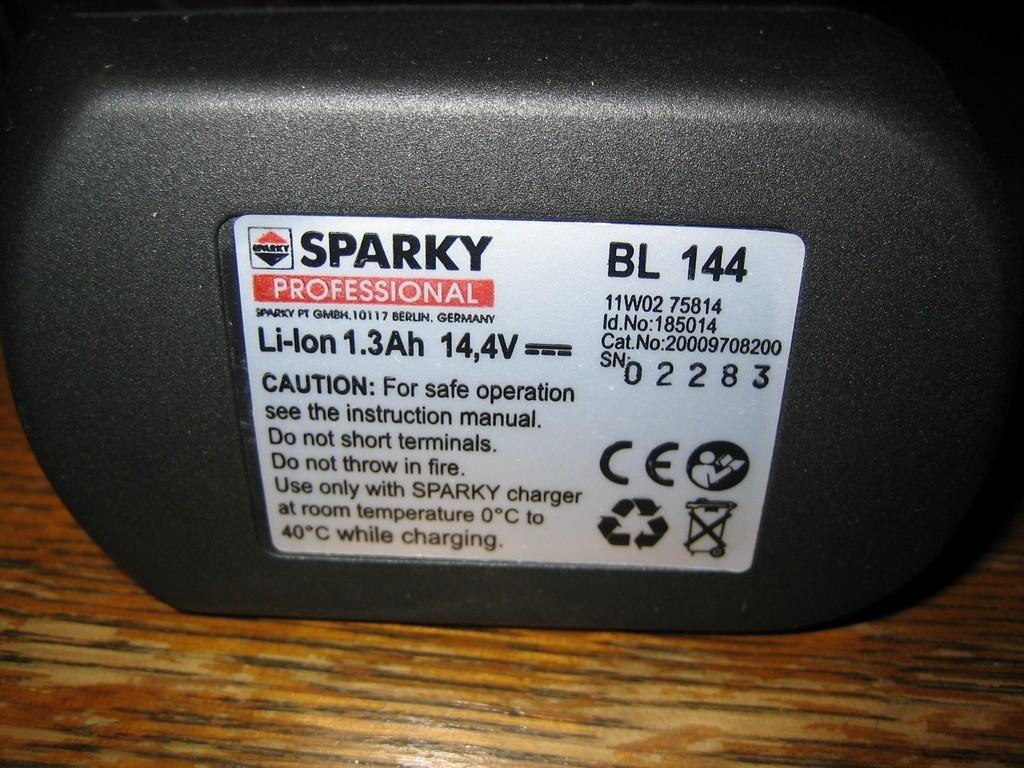 SPARKY
SPARKY
PROFESSIONAL
SPARKY PT GMBH, 10117 BERLIN, GERMANY
Li-Ion 1.3Ah 14,4V
CAUTION: For safe operation
see the instruction manual.
Do not short terminals.
Do not throw in fire.
Use only with SPARKY charger
at room temperature 0°C to
40°C while charging.
BL 144
11W02 75814
Id.No:185014
Cat.No:20009708200
SN: 02283
CE